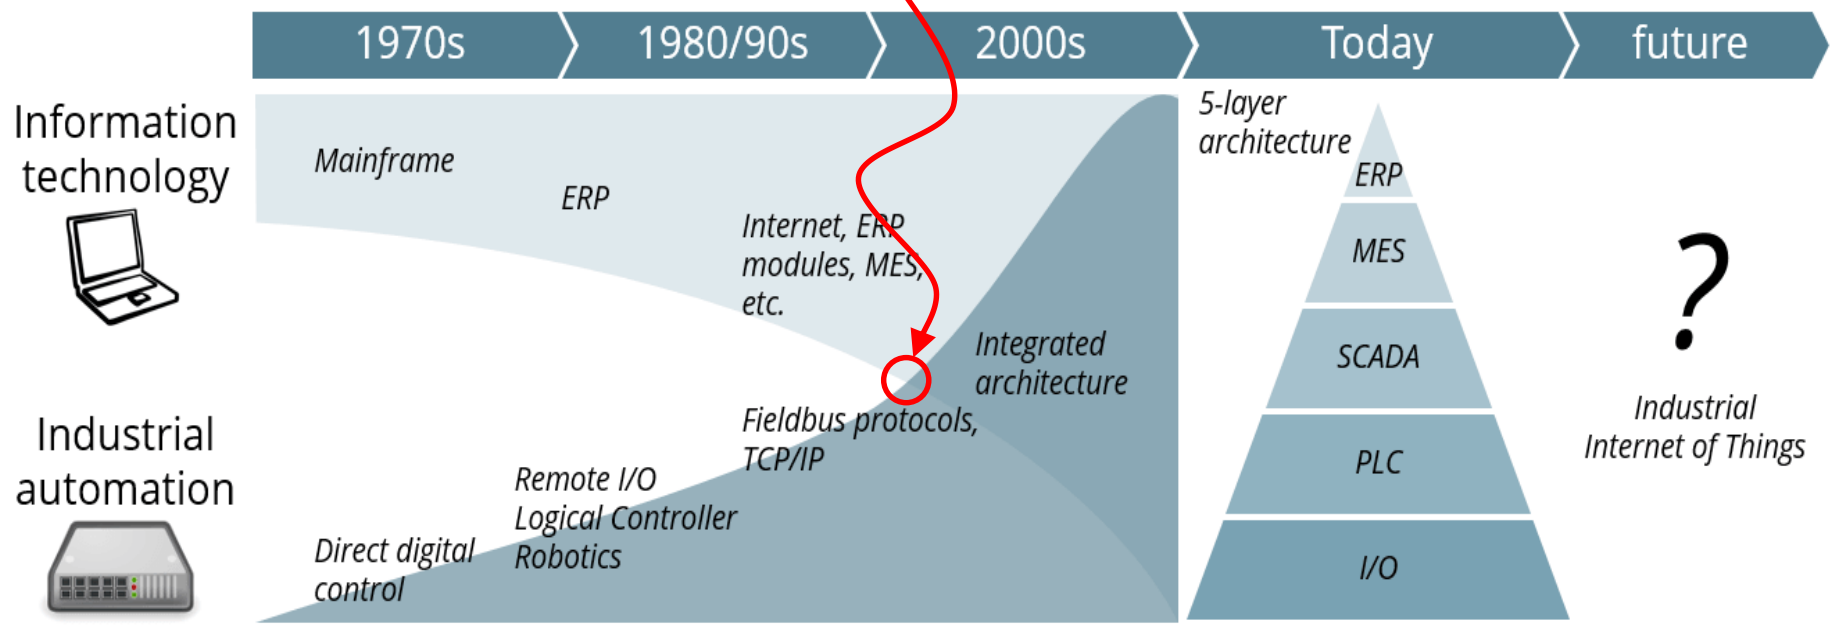 1970s
1980/90s
2000s
Today
future
Information
technology
Mainframe
ERP
Internet, ERP
modules, MES,
etc.
Integrated
architecture
Industrial
automation
Fieldbus protocols,
TCP/IP
Remote I/O
Logical Controller
Robotics
Direct digital
control
5-layer
architecture
ERP
MES
SCADA
PLC
I/O
?
Industrial
Internet of Things